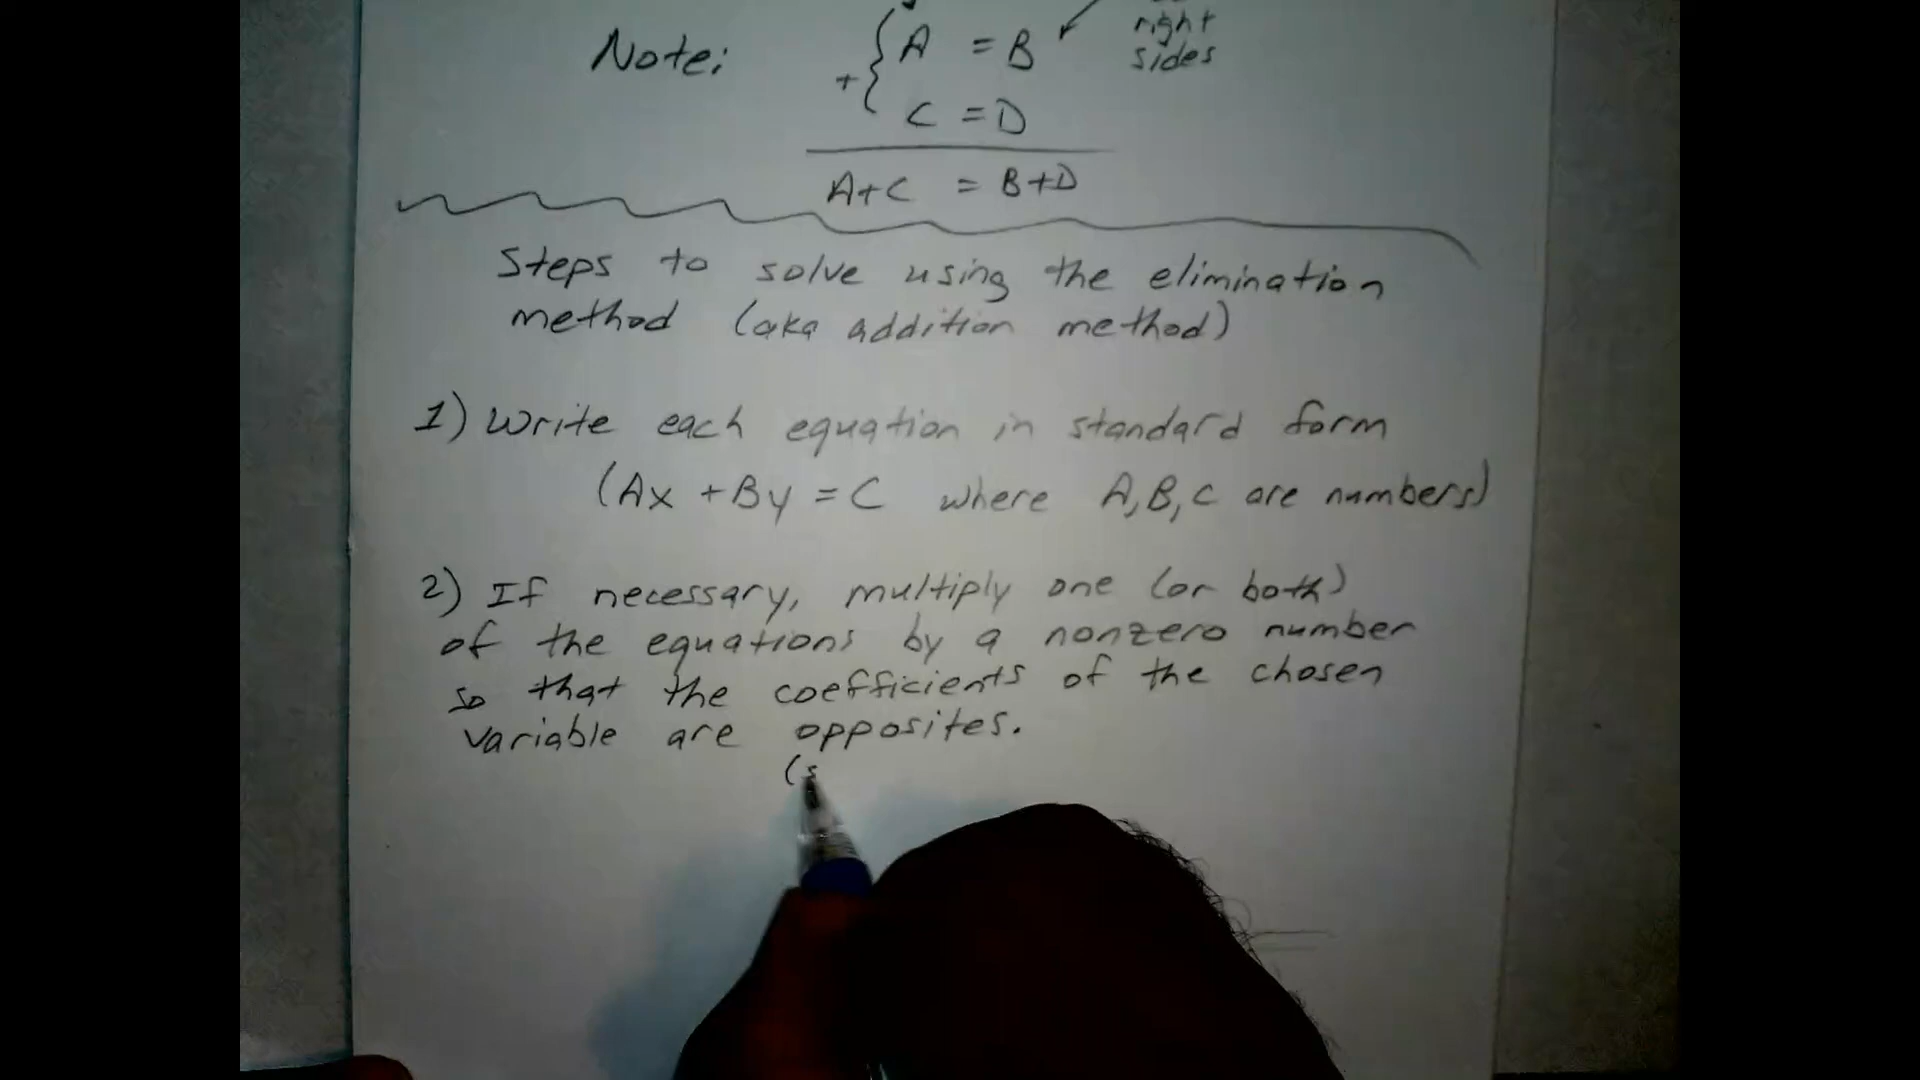 right
Note: + { A = B
sides
C = D
A+C = B+D
Steps to solve using the elimination
method (aka addition method)
1) Write each equation in standard form
(Ax + By = C where A, B, C are numbers)
2) If necessary, multiply one (or both)
of the equations by a nonzero number
so that the coefficients of the chosen
variable are opposites.
(s